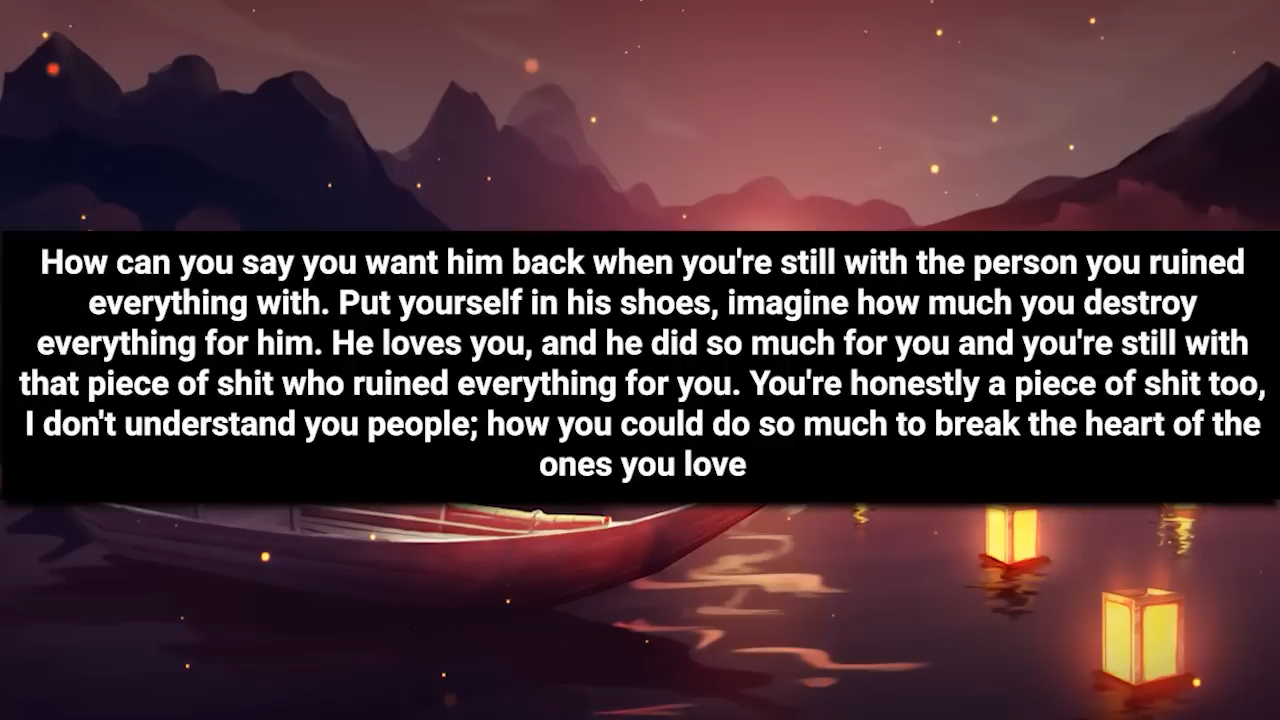 How can you say you want him back when you're still with the person you ruined
everything with. Put yourself in his shoes, imagine how much you destroy
everything for him. He loves you, and he did so much for you and you're still with
that piece of shit who ruined everything for you. You're honestly a piece of shit too,
I don't understand you people; how you could do so much to break the heart of the
ones you love